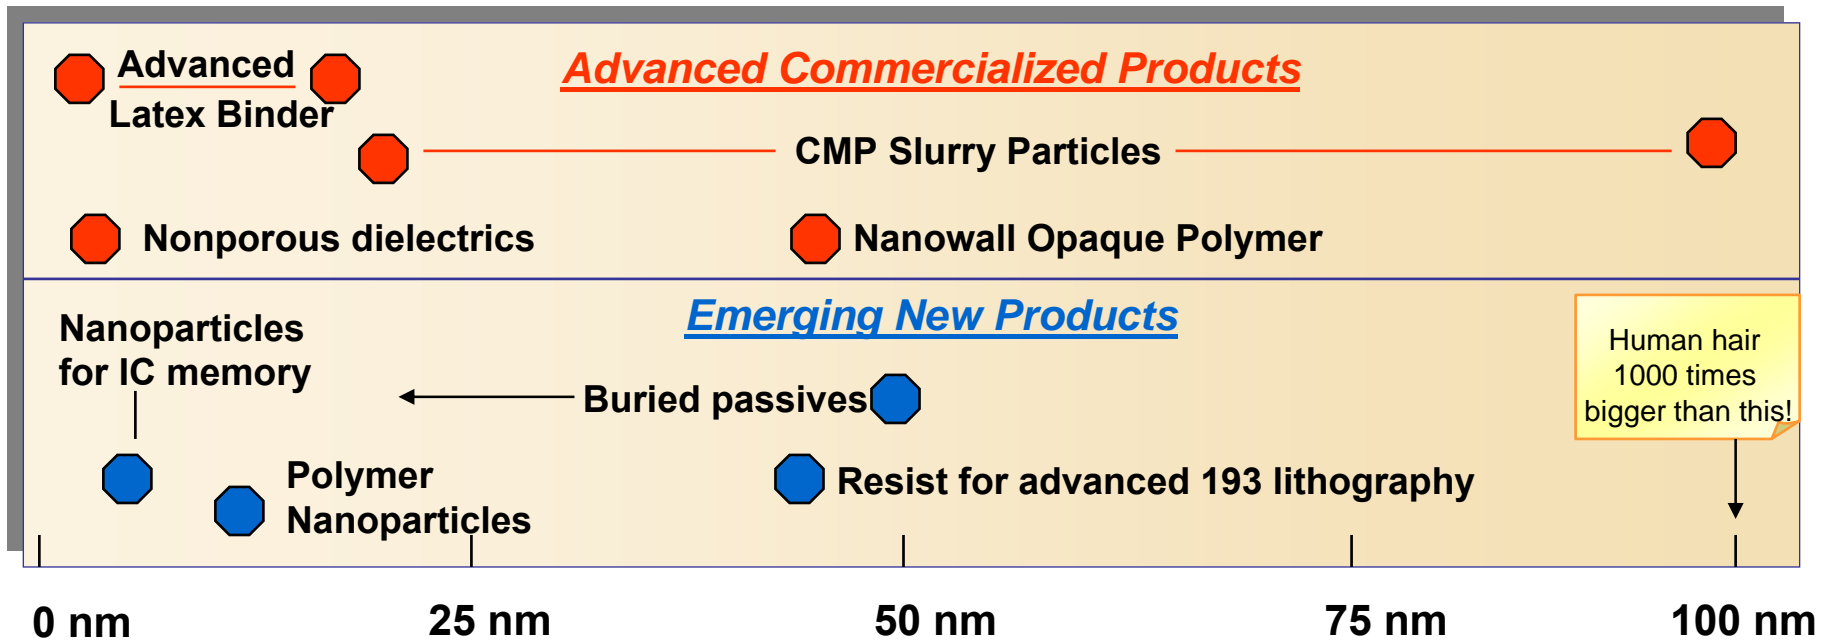 Advanced Commercialized Products
Advanced
Latex Binder
CMP Slurry Particles
Nonporous dielectrics
Nanowall Opaque Polymer
Emerging New Products
Nanoparticles
for IC memory
Buried passives
Human hair
1000 times
bigger than this!
Polymer
Nanoparticles
Resist for advanced 193 lithography
0 nm
25 nm
50 nm
75 nm
100 nm